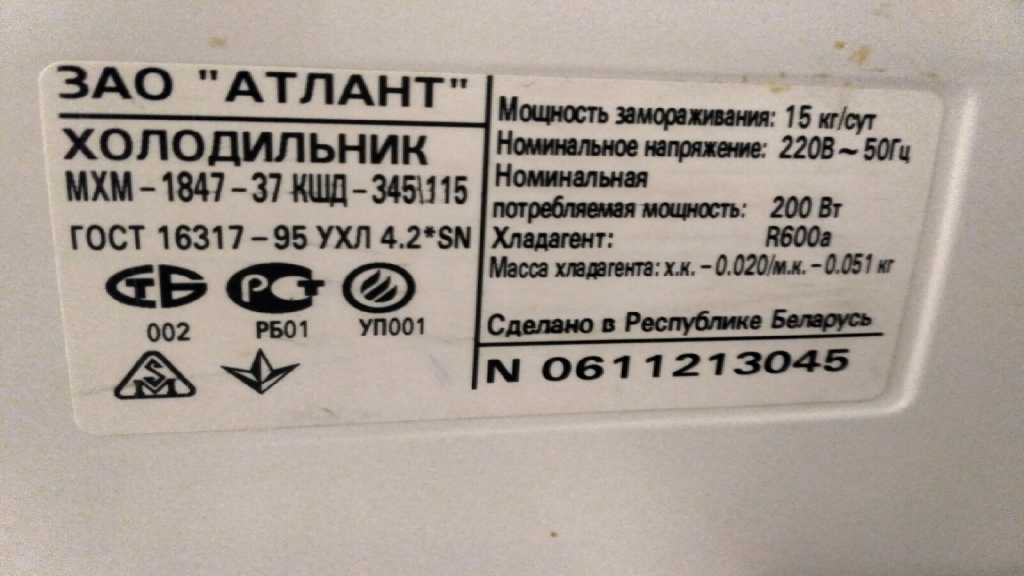 ЗАО "АТЛАНТ"
ХОЛОДИЛЬНИК
МХМ-1847-37 КШД-345\115
ГОСТ 16317-95 УХЛ 4.2*SN
СТБ РСТ
002 РБ01 УП001
Мощность замораживания: 15 кг/сут
Номинальное напряжение: 220В ~ 50Гц
Номинальная
потребляемая мощность: 200 Вт
Хладагент: R600a
Масса хладагента: х.к. -0.020/м.к. -0.051 кг
Сделано в Республике Беларусь
N 0611213045